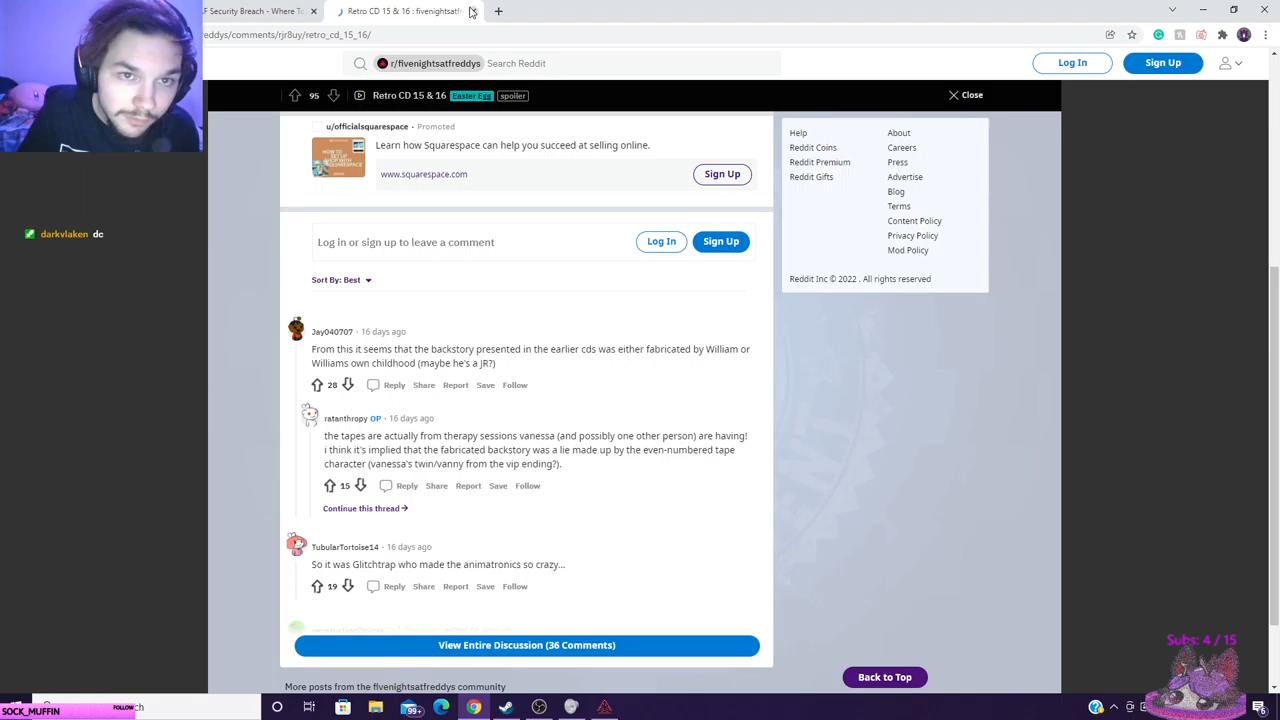 AF Security Breach T
Retro CD 15 & 16 : fivenightsatf
reddys/comments/rjr8uy/retro_cd_15_16/
r/fivenightsatfreddys
Search Reddit
Log In
Sign Up
95
Retro CD 15 & 16
Easter Egg
spoiler
Close
u/officialsquarespace • Promoted
Learn how Squarespace can help you succeed at selling online.
www.squarespace.com
Sign Up
Log in or sign up to leave a comment
Log In
Sign Up
Sort By: Best
Help
About
Reddit Coins
Careers
Reddit Premium
Press
Reddit Gifts
Advertise
Blog
Terms
Content Policy
Privacy Policy
Mod Policy
Reddit Inc © 2022 . All rights reserved
darkvlaken dc
Jay040707 · 16 days ago
From this it seems that the backstory presented in the earlier cds was either fabricated by William or
Williams own childhood (maybe he's a JR?)
28
Reply Share Report Save Follow
ratanthropy OP · 16 days ago
the tapes are actually from therapy sessions vanessa (and possibly one other person) are having!
i think it's implied that the fabricated backstory was a lie made up by the even-numbered tape
character (vanessa's twin/vanny from the vip ending?).
15
Reply Share Report Save Follow
Continue this thread
TubularTortoise14 · 16 days ago
So it was Glitchtrap who made the animatronics so crazy...
19
Reply Share Report Save Follow
View Entire Discussion (36 Comments)
More posts from the fivenightsatfreddys community
Back to Top
Subs: 4 / 15
SOCK_MUFFIN
FOLLOW
99+